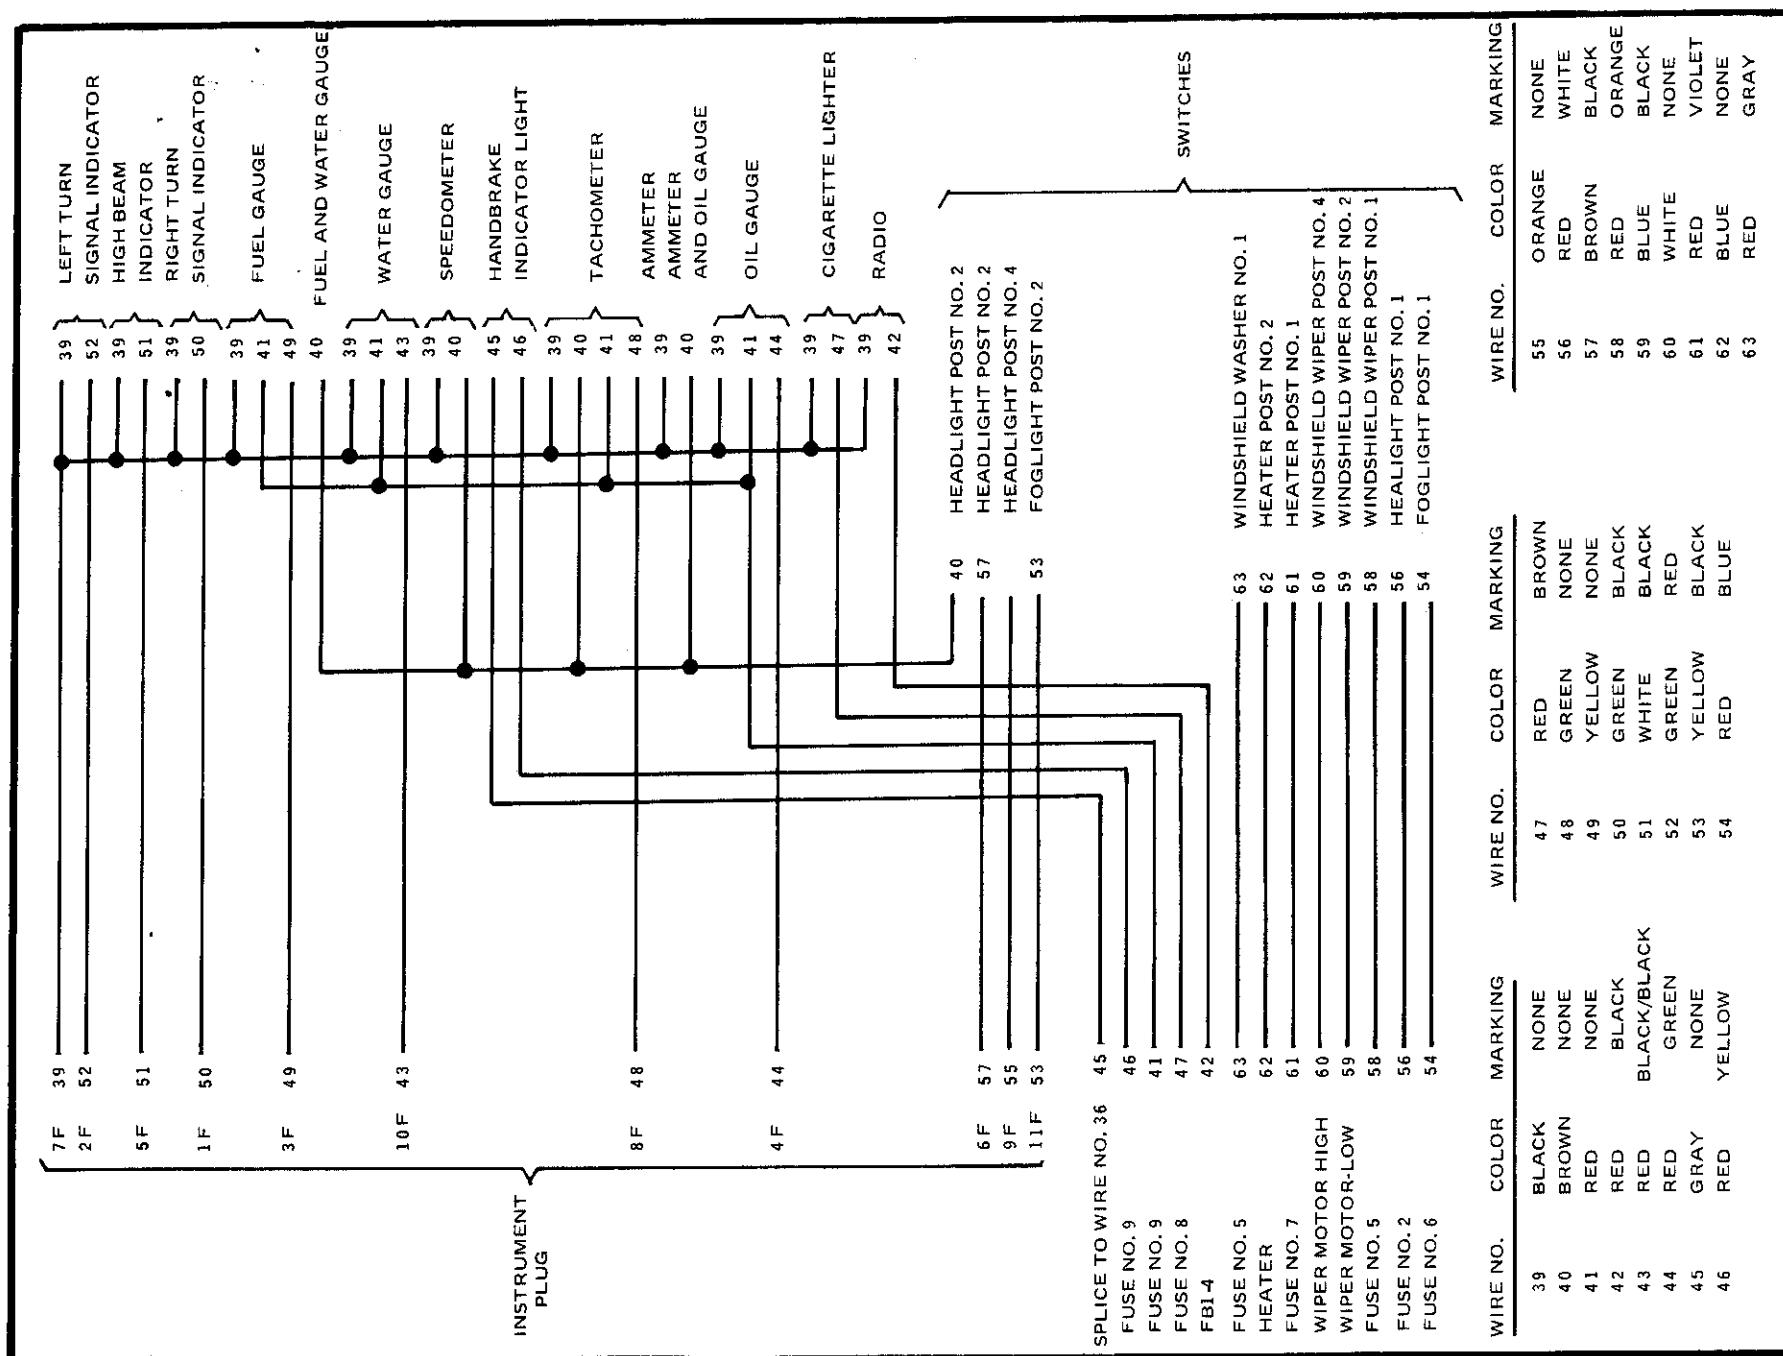 7F 39 39 LEFT TURN
2F 52 52 SIGNAL INDICATOR
39 HIGH BEAM
5F 51 51 INDICATOR
39 RIGHT TURN
1F 50 50 SIGNAL INDICATOR
39
41 FUEL GAUGE
3F 49 49
40 FUEL AND WATER GAUGE
39
41 WATER GAUGE
10F 43 43
39
40 SPEEDOMETER
45 HANDBRAKE
46 INDICATOR LIGHT
INSTRUMENT
PLUG
39
40
41 TACHOMETER
8F 48 48 AMMETER
39 AMMETER
40 AND OIL GAUGE
39
41 OIL GAUGE
4F 44 44
39
47 CIGARETTE LIGHTER
39
42 RADIO
40 HEADLIGHT POST NO. 2
6F 57 57 HEADLIGHT POST NO. 2
9F 55 HEADLIGHT POST NO. 4
11F 53 53 FOGLIGHT POST NO. 2
SPLICE TO WIRE NO. 36 45
FUSE NO. 9 46
FUSE NO. 9 41
FUSE NO. 8 47
FB1-4 42
SWITCHES
FUSE NO. 5 63 63 WINDSHIELD WASHER NO. 1
HEATER 62 62 HEATER POST NO. 2
FUSE NO. 7 61 61 HEATER POST NO. 1
WIPER MOTOR HIGH 60 60 WINDSHIELD WIPER POST NO. 4
WIPER MOTOR-LOW 59 59 WINDSHIELD WIPER POST NO. 2
FUSE NO. 5 58 58 WINDSHIELD WIPER POST NO. 1
FUSE NO. 2 56 56 HEALIGHT POST NO. 1
FUSE NO. 6 54 54 FOGLIGHT POST NO. 1
WIRE NO. COLOR MARKING WIRE NO. COLOR MARKING WIRE NO. COLOR MARKING
39 BLACK NONE 47 RED BROWN 55 ORANGE NONE
40 BROWN NONE 48 GREEN NONE 56 RED WHITE
41 RED NONE 49 YELLOW NONE 57 BROWN BLACK
42 RED BLACK 50 GREEN BLACK 58 RED ORANGE
43 RED BLACK/BLACK 51 WHITE BLACK 59 BLUE BLACK
44 RED GREEN 52 GREEN RED 60 WHITE NONE
45 GRAY NONE 53 YELLOW BLACK 61 RED VIOLET
46 RED YELLOW 54 RED BLUE 62 BLUE NONE
63 RED GRAY